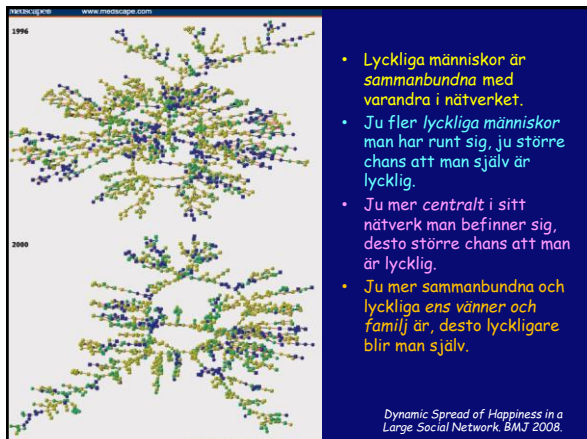 Medscape® www.medscape.com
1996
2000
• Lyckliga människor är
sammanbundna med
varandra i nätverket.
• Ju fler lyckliga människor
man har runt sig, ju större
chans att man själv är
lycklig.
• Ju mer centralt i sitt
nätverk man befinner sig,
desto större chans att man
är lycklig.
• Ju mer sammanbundna och
lyckliga ens vänner och
familj är, desto lyckligare
blir man själv.
Dynamic Spread of Happiness in a
Large Social Network. BMJ 2008.